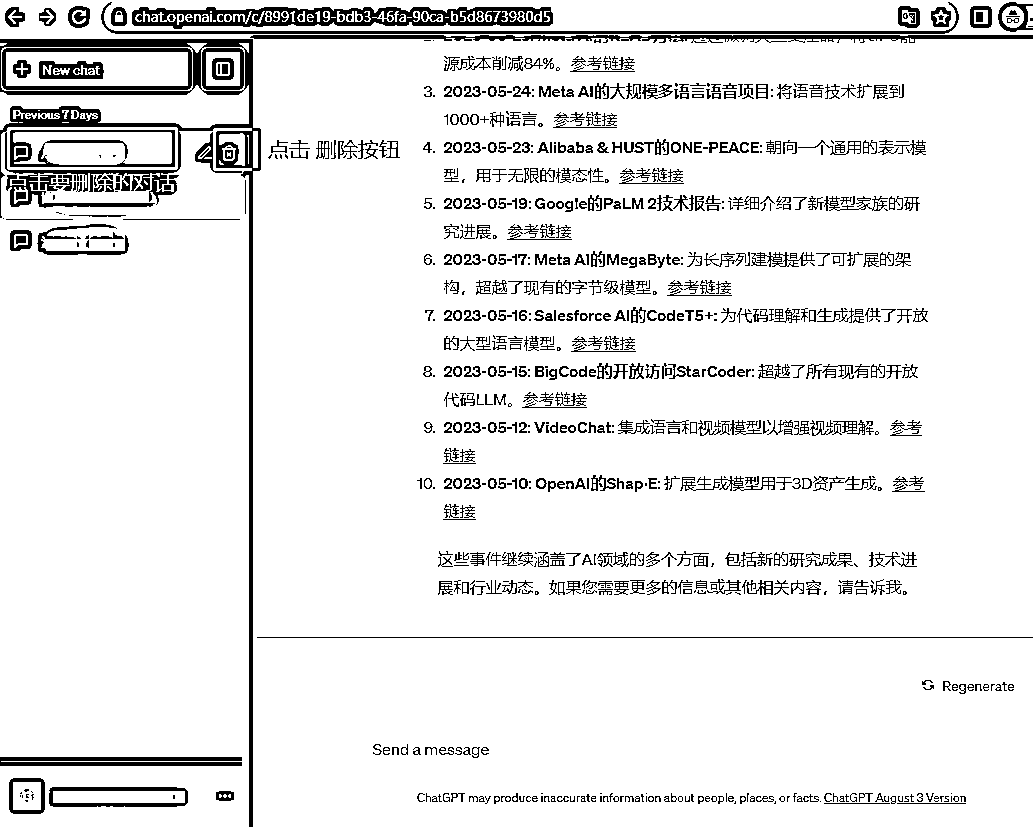 chat.openai.com/c/8991de19-bdb3-46fa-90ca-b5d8673980d5
New chat
Previous 7 Days
点击 删除按钮
点击要删除的对话
源成本削减84%。参考链接
3. 2023-05-24: Meta AI的大规模多语言语音项目: 将语音技术扩展到
1000+种语言。参考链接
4. 2023-05-23: Alibaba & HUST的ONE-PEACE: 朝向一个通用的表示模
型，用于无限的模态性。参考链接
5. 2023-05-19: Google的PaLM 2技术报告: 详细介绍了新模型家族的研
究进展。参考链接
6. 2023-05-17: Meta AI的MegaByte: 为长序列建模提供了可扩展的架
构，超越了现有的字节级模型。参考链接
7. 2023-05-16: Salesforce AI的CodeT5+: 为代码理解和生成提供了开放
的大型语言模型。参考链接
8. 2023-05-15: BigCode的开放访问StarCoder: 超越了所有现有的开放
代码LLM。参考链接
9. 2023-05-12: VideoChat: 集成语言和视频模型以增强视频理解。参考
链接
10. 2023-05-10: OpenAI的Shap·E: 扩展生成模型用于3D资产生成。参考
链接
这些事件继续涵盖了AI领域的多个方面，包括新的研究成果、技术进
展和行业动态。如果您需要更多的信息或其他相关内容，请告诉我。
Regenerate
Send a message
ChatGPT may produce inaccurate information about people, places, or facts. ChatGPT August 3 Version